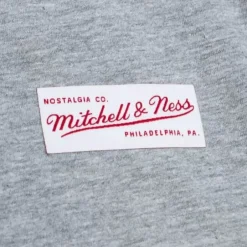 NOSTALGIA CO.
Mitchell & Ness
PHILADELPHIA, PA.